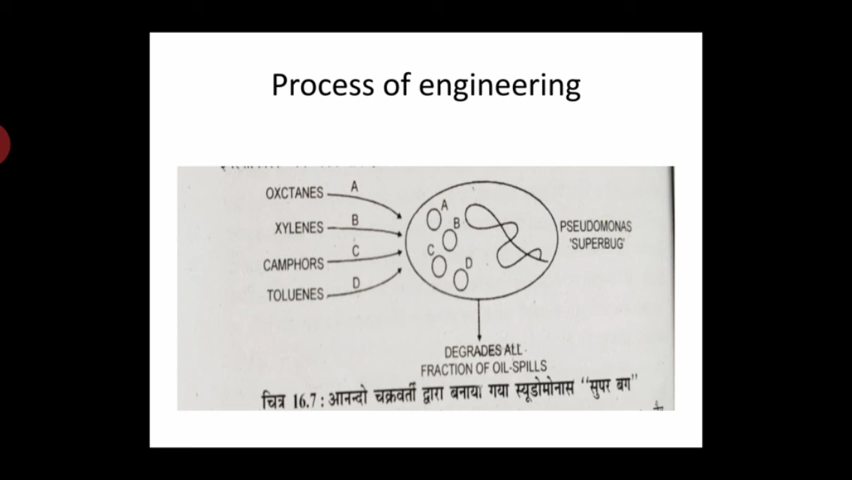 Process of engineering
OXCTANES A
XYLENES B
CAMPHORS C
TOLUENES D
A
B
C
D
PSEUDOMONAS
'SUPERBUG'
DEGRADES ALL
FRACTION OF OIL-SPILLS
चित्र 16.7 : आनन्दो चक्रवर्ती द्वारा बनाया गया स्यूडोमोनास "सुपर बग"